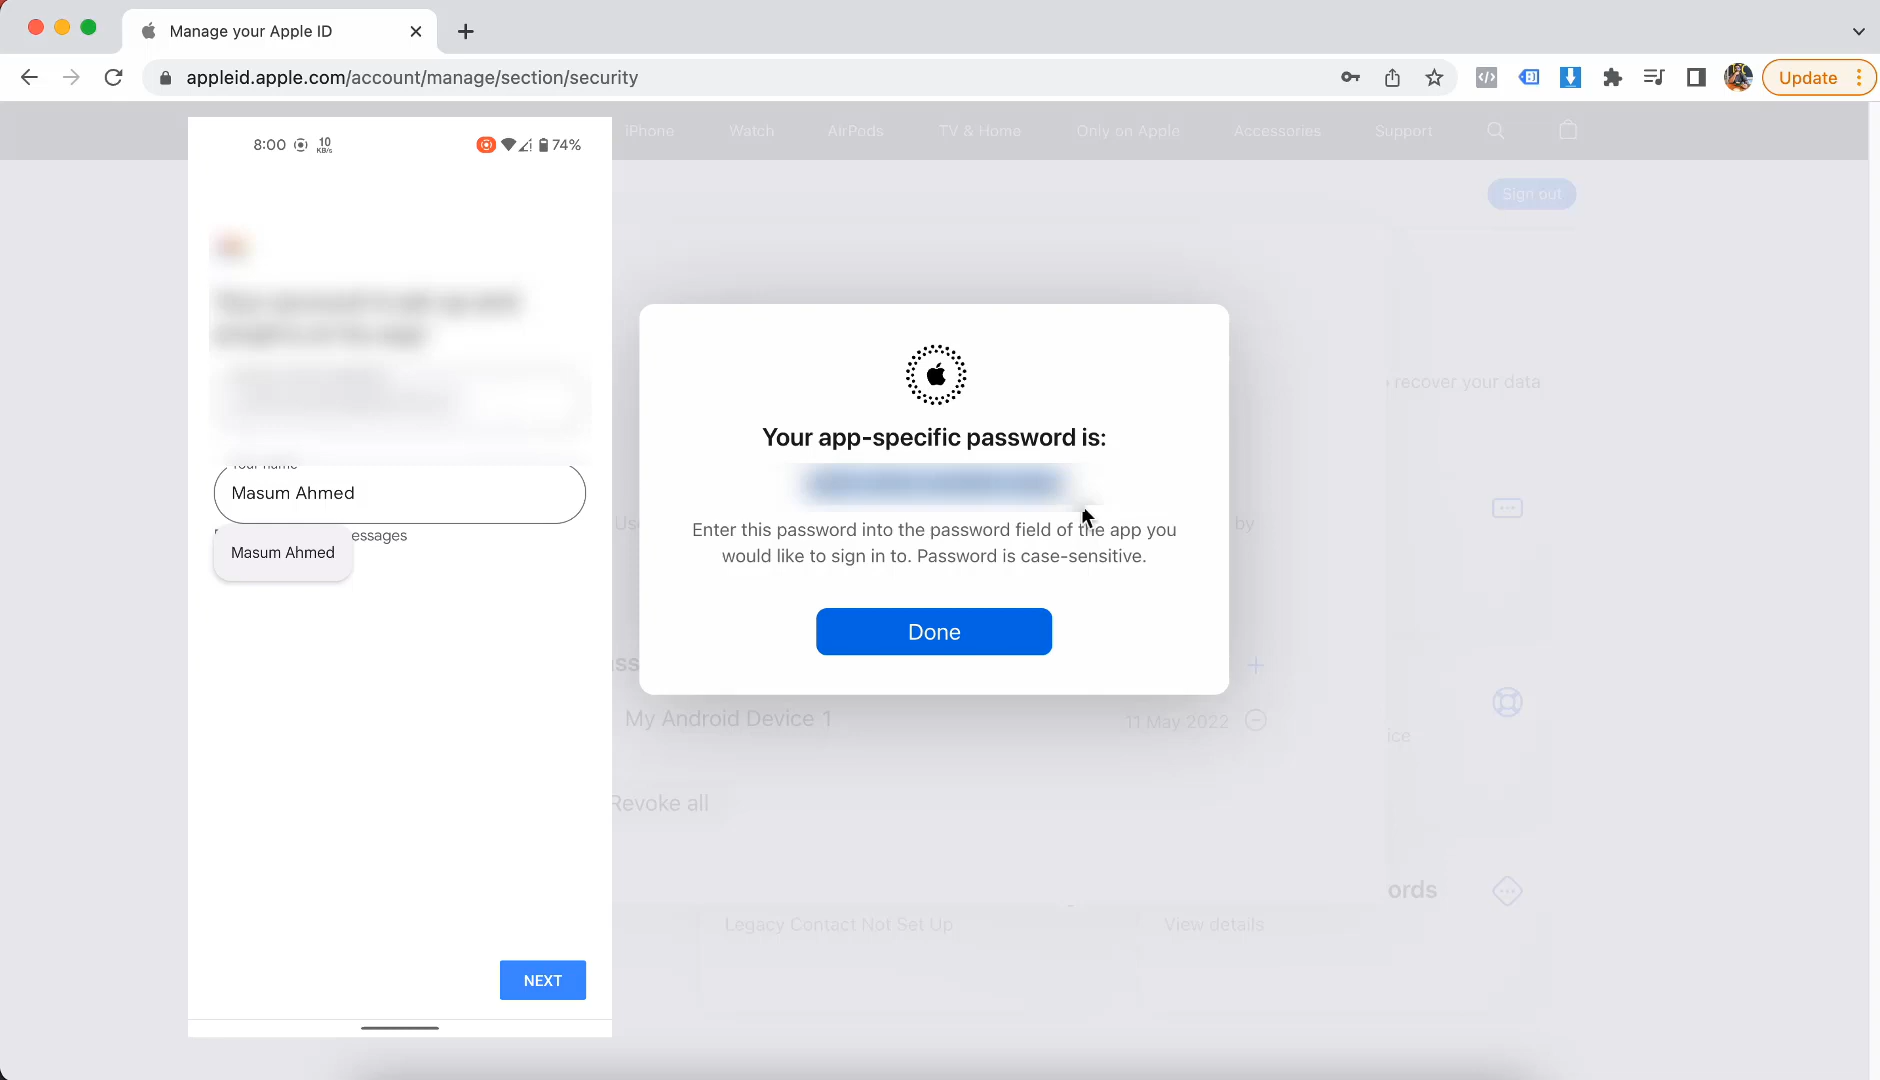 Manage your Apple ID
appleid.apple.com/account/manage/section/security
Update
iPhone
Watch
AirPods
TV & Home
Only on Apple
Accessories
Support
Sign out
8:00
10
KB/s
74%
Your name
Masum Ahmed
essages
Masum Ahmed
NEXT
Your app-specific password is:
Enter this password into the password field of the app you
would like to sign in to. Password is case-sensitive.
Done
recover your data
by
My Android Device 1
11 May 2022
Revoke all
ords
Legacy Contact Not Set Up
View details